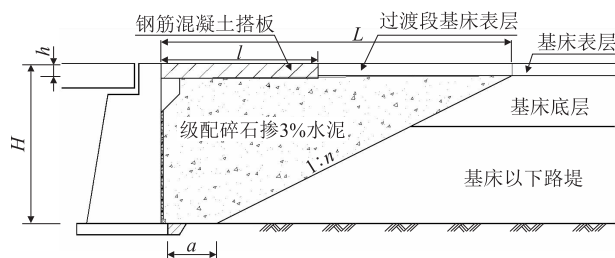 钢筋混凝土搭板
过渡段基床表层
L
基床表层
h
l
基床底层
H
级配碎石掺3%水泥
1:n
基床以下路堤
a